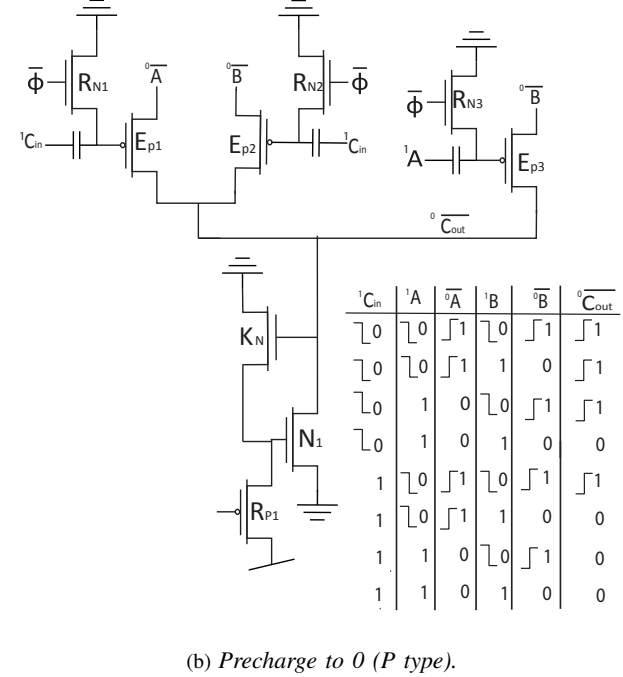 Φ̅ R_N1 ⁰A̅ ⁰B̅ R_N2 Φ̅
¹C_in E_p1 E_p2 ¹C_in
Φ̅ R_N3 ⁰B̅
¹A E_p3
⁰C̅_out
K_N
N₁
R_P1
¹C_in ¹A ⁰A̅ ¹B ⁰B̅ ⁰C̅_out
0 0 1 0 1 1
0 0 1 1 0 1
0 1 0 0 1 1
0 1 0 1 0 0
1 0 1 0 1 1
1 0 1 1 0 0
1 1 0 0 1 0
1 1 0 1 0 0
(b) Precharge to 0 (P type).